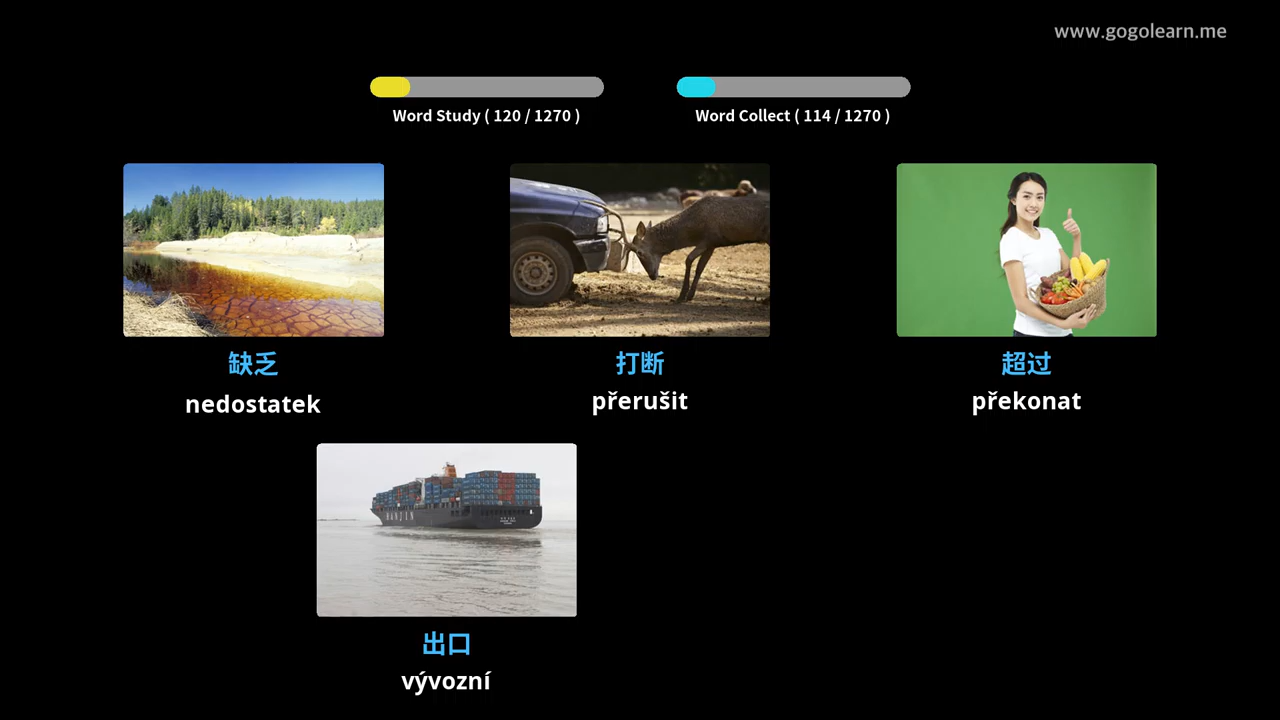 www.gogolearn.me
Word Study ( 120 / 1270 )
Word Collect ( 114 / 1270 )
缺乏
nedostatek
打断
přerušit
超过
překonat
HANJIN
出口
vývozní